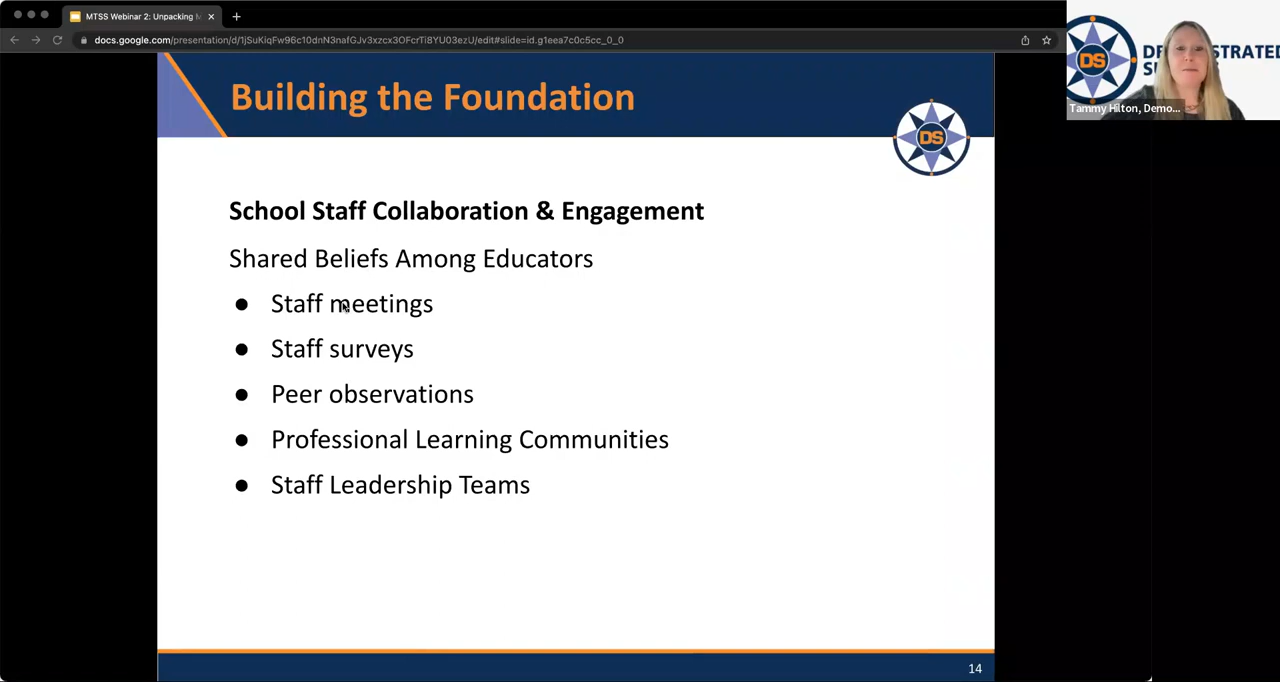 MTSS Webinar 2: Unpacking M
docs.google.com/presentation/d/1jSuKiqFw96c10dnN3nafGJv3xzcx3OFcrTi8YU03ezU/edit#slide=id.g1eea7c0c5cc_0_0
DS
Tammy Hilton, Demo...
Building the Foundation
DS
School Staff Collaboration & Engagement
Shared Beliefs Among Educators
● Staff meetings
● Staff surveys
● Peer observations
● Professional Learning Communities
● Staff Leadership Teams
14